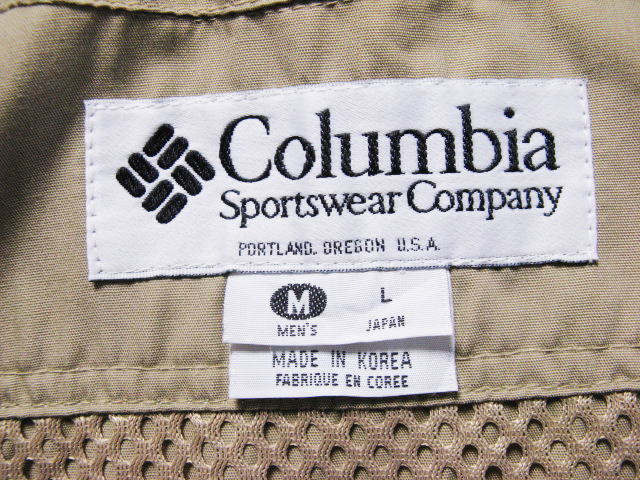 Columbia
Sportswear Company
PORTLAND, OREGON U.S.A.
M L
MEN'S JAPAN
MADE IN KOREA
FABRIQUE EN COREE